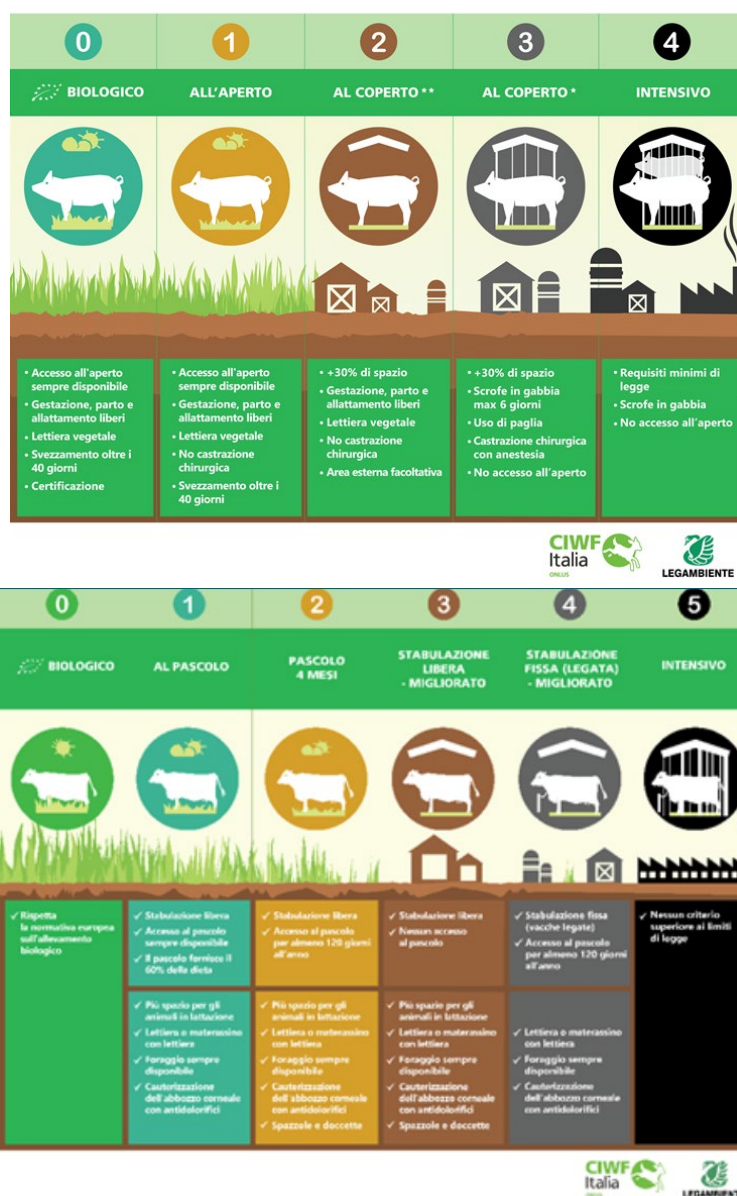 0
1
2
3
4
BIOLOGICO
ALL'APERTO
AL COPERTO **
AL COPERTO *
INTENSIVO
• Accesso all'aperto
sempre disponibile
• Gestazione, parto e
allattamento liberi
• Lettiera vegetale
• Svezzamento oltre i
40 giorni
• Certificazione
• Accesso all'aperto
sempre disponibile
• Gestazione, parto e
allattamento liberi
• Lettiera vegetale
• No castrazione
chirurgica
• Svezzamento oltre i
40 giorni
• +30% di spazio
• Gestazione, parto e
allattamento liberi
• Lettiera vegetale
• No castrazione
chirurgica
• Area esterna facoltativa
• +30% di spazio
• Scrofe in gabbia
max 6 giorni
• Uso di paglia
• Castrazione chirurgica
con anestesia
• No accesso all'aperto
• Requisiti minimi di
legge
• Scrofe in gabbia
• No accesso all'aperto
CIWF
Italia
ONLUS
LEGAMBIENTE
0
1
2
3
4
5
BIOLOGICO
AL PASCOLO
PASCOLO
4 MESI
STABULAZIONE
LIBERA
- MIGLIORATO
STABULAZIONE
FISSA (LEGATA)
- MIGLIORATO
INTENSIVO
✓ Rispetta
la normativa europea
sull'allevamento
biologico
✓ Stabulazione libera
✓ Accesso al pascolo
sempre disponibile
✓ Il pascolo fornisce il
60% della dieta
✓ Stabulazione libera
✓ Accesso al pascolo
per almeno 120 giorni
all'anno
✓ Stabulazione libera
✓ Nessun accesso
al pascolo
✓ Stabulazione fissa
(vacche legate)
✓ Accesso al pascolo
per almeno 120 giorni
all'anno
✓ Nessun criterio
superiore ai limiti
di legge
✓ Più spazio per gli
animali in lattazione
✓ Lettiera o materassino
con lettiera
✓ Foraggio sempre
disponibile
✓ Cauterizzazione
dell'abbozzo corneale
con antidolorifici
✓ Più spazio per gli
animali in lattazione
✓ Lettiera o materassino
con lettiera
✓ Foraggio sempre
disponibile
✓ Cauterizzazione
dell'abbozzo corneale
con antidolorifici
✓ Spazzole e doccette
✓ Più spazio per gli
animali in lattazione
✓ Lettiera o materassino
con lettiera
✓ Foraggio sempre
disponibile
✓ Cauterizzazione
dell'abbozzo corneale
con antidolorifici
✓ Spazzole e doccette
✓ Lettiera o materassino
con lettiera
✓ Foraggio sempre
disponibile
✓ Cauterizzazione
dell'abbozzo corneale
con antidolorifici
CIWF
Italia
LEGAMBIENTE